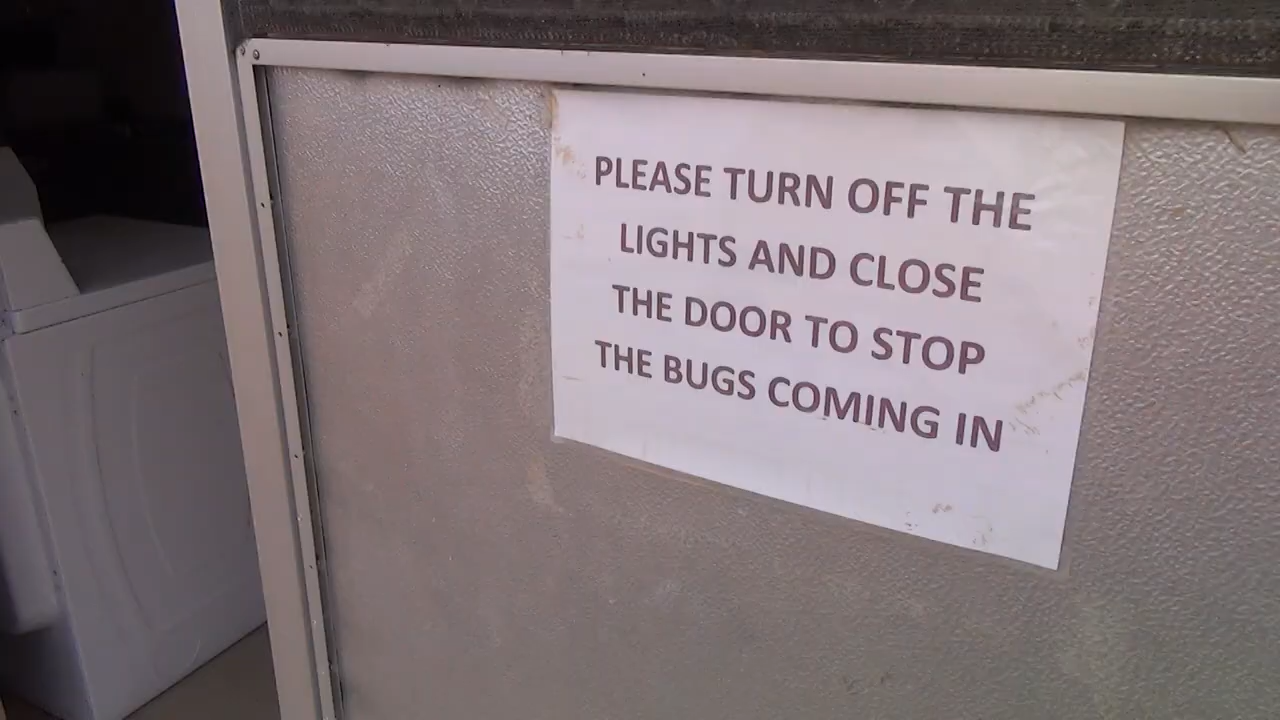 PLEASE TURN OFF THE
LIGHTS AND CLOSE
THE DOOR TO STOP
THE BUGS COMING IN